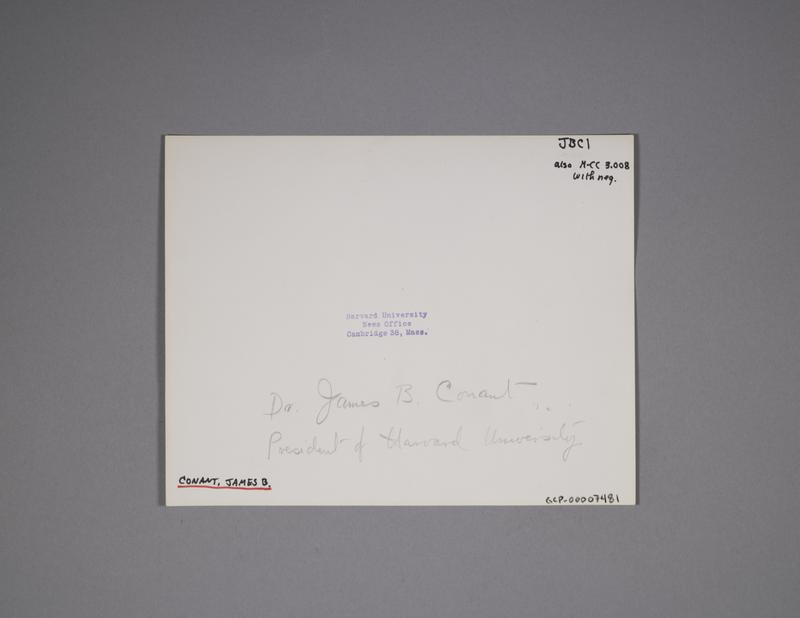 JBC1
also M-CC 3.008
with neg.
Harvard University
News Office
Cambridge 38, Mass.
Dr. James B. Conant
President of Harvard University
CONANT, JAMES B.
GCP-00007481